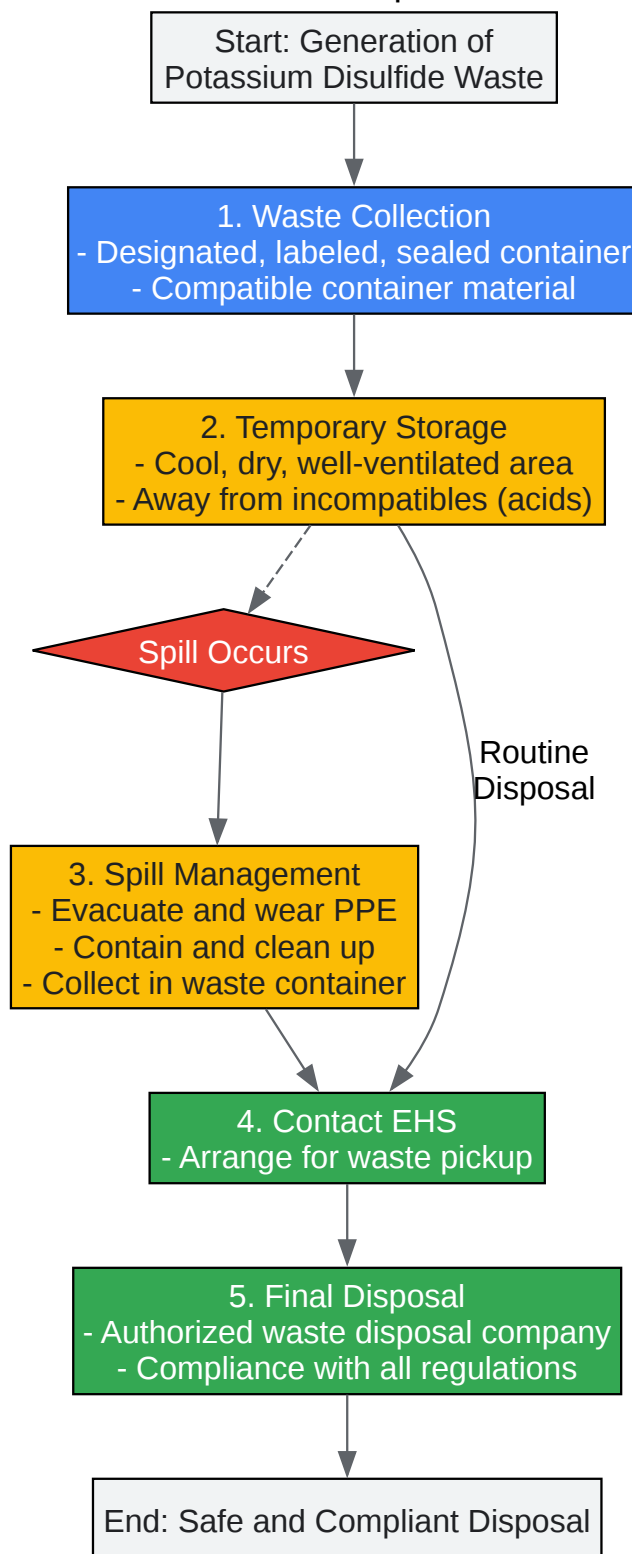 Start: Generation of
Potassium Disulfide Waste
1. Waste Collection
- Designated, labeled, sealed container
- Compatible container material
2. Temporary Storage
- Cool, dry, well-ventilated area
- Away from incompatibles (acids)
Spill Occurs
Routine
Disposal
3. Spill Management
- Evacuate and wear PPE
- Contain and clean up
- Collect in waste container
4. Contact EHS
- Arrange for waste pickup
5. Final Disposal
- Authorized waste disposal company
- Compliance with all regulations
End: Safe and Compliant Disposal